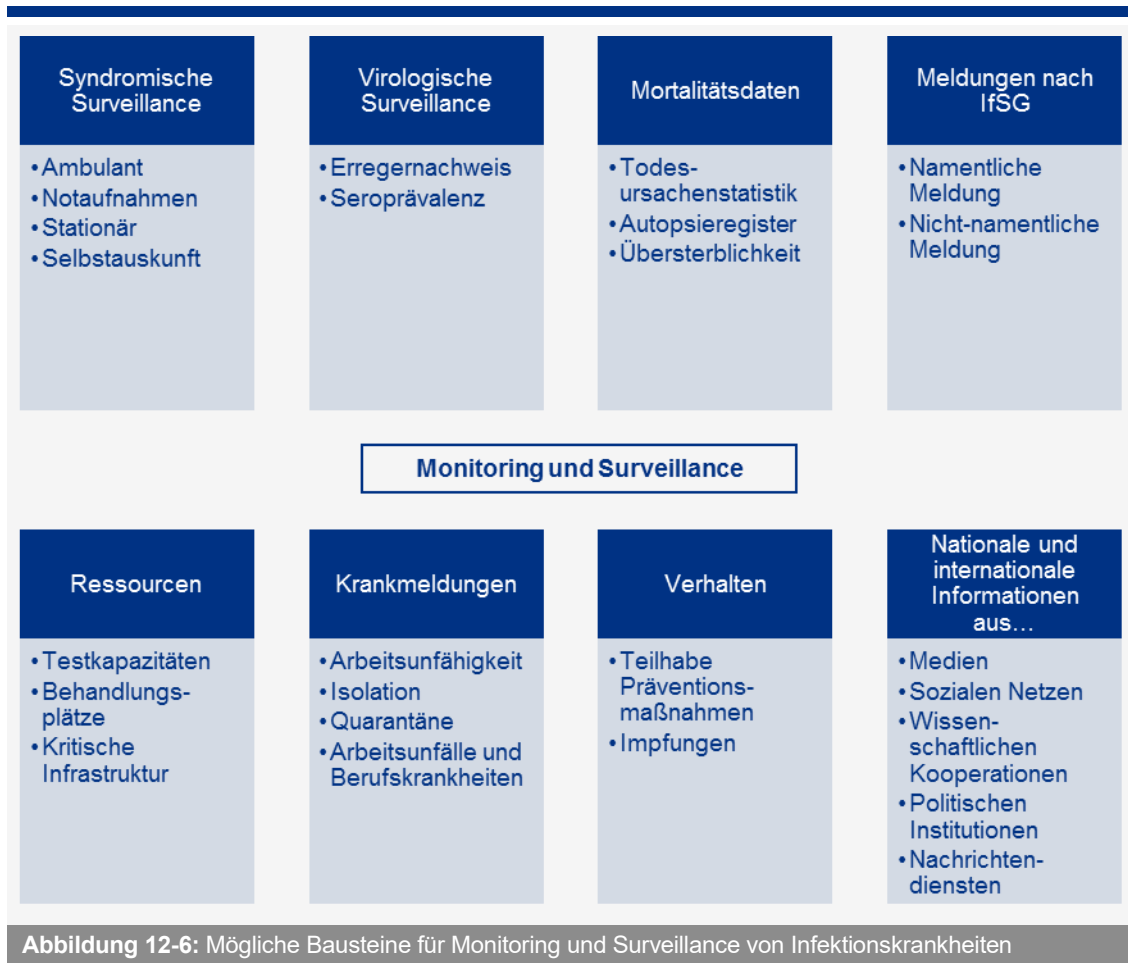 Syndromische
Surveillance
•Ambulant
•Notaufnahmen
•Stationär
•Selbstauskunft
Virologische
Surveillance
•Erregernachweis
•Seroprävalenz
Mortalitätsdaten
•Todes-
ursachenstatistik
•Autopsieregister
•Übersterblichkeit
Meldungen nach
IfSG
•Namentliche
Meldung
•Nicht-namentliche
Meldung
Monitoring und Surveillance
Ressourcen
•Testkapazitäten
•Behandlungs-
plätze
•Kritische
Infrastruktur
Krankmeldungen
•Arbeitsunfähigkeit
•Isolation
•Quarantäne
•Arbeitsunfälle und
Berufskrankheiten
Verhalten
•Teilhabe
Präventions-
maßnahmen
•Impfungen
Nationale und
internationale
Informationen
aus…
•Medien
•Sozialen Netzen
•Wissen-
schaftlichen
Kooperationen
•Politischen
Institutionen
•Nachrichten-
diensten
Abbildung 12-6: Mögliche Bausteine für Monitoring und Surveillance von Infektionskrankheiten